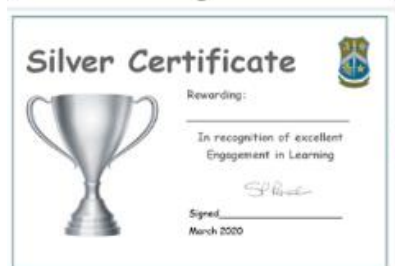 Silver Certificate
Rewarding:
In recognition of excellent
Engagement in Learning
Signed
March 2020